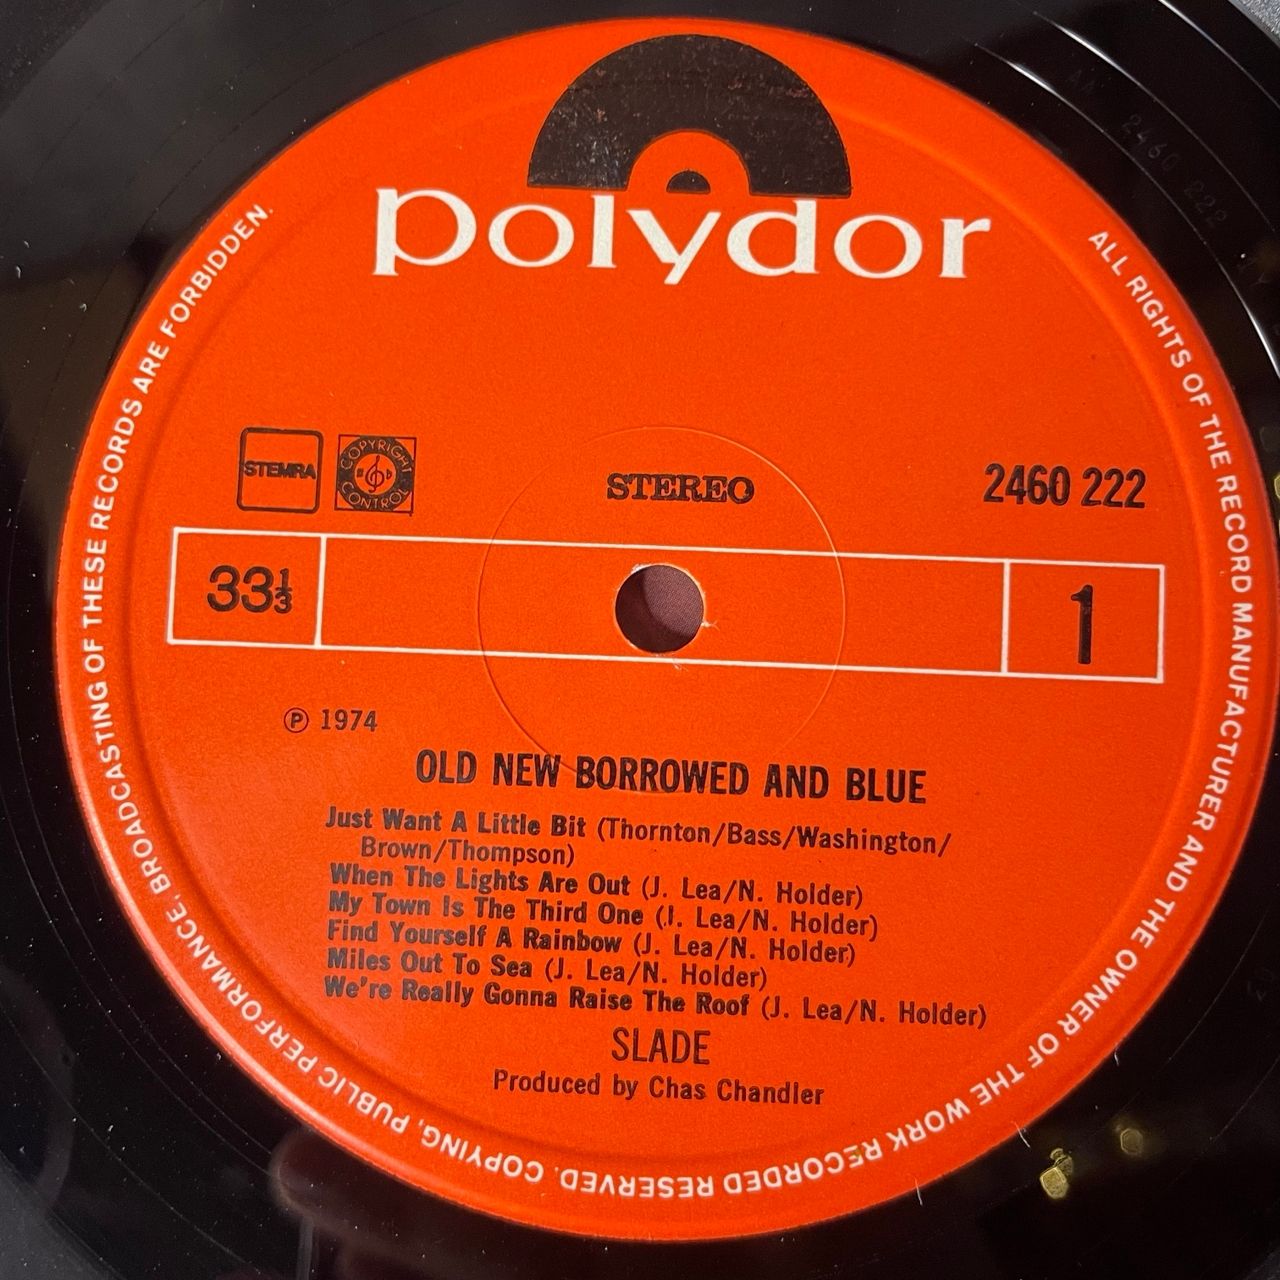 polydor
STEMRA
COPYRIGHT CONTROL
STEREO
2460 222
33⅓
1
℗ 1974
OLD NEW BORROWED AND BLUE
Just Want A Little Bit (Thornton/Bass/Washington/
Brown/Thompson)
When The Lights Are Out (J. Lea/N. Holder)
My Town Is The Third One (J. Lea/N. Holder)
Find Yourself A Rainbow (J. Lea/N. Holder)
Miles Out To Sea (J. Lea/N. Holder)
We're Really Gonna Raise The Roof (J. Lea/N. Holder)
SLADE
Produced by Chas Chandler
ALL RIGHTS OF THE RECORD MANUFACTURER AND THE OWNER OF THE WORK RECORDED RESERVED. COPYING, PUBLIC PERFORMANCE, BROADCASTING OF THESE RECORDS ARE FORBIDDEN.
2460 222